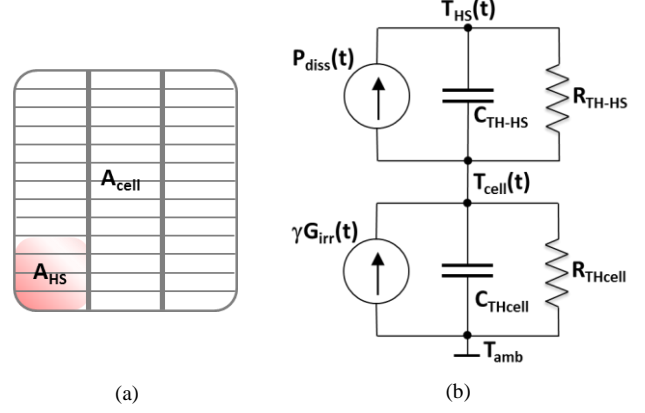 A_cell
A_HS
(a)
T_HS(t)
P_diss(t)
C_TH-HS
R_TH-HS
T_cell(t)
γG_irr(t)
C_THcell
R_THcell
T_amb
(b)